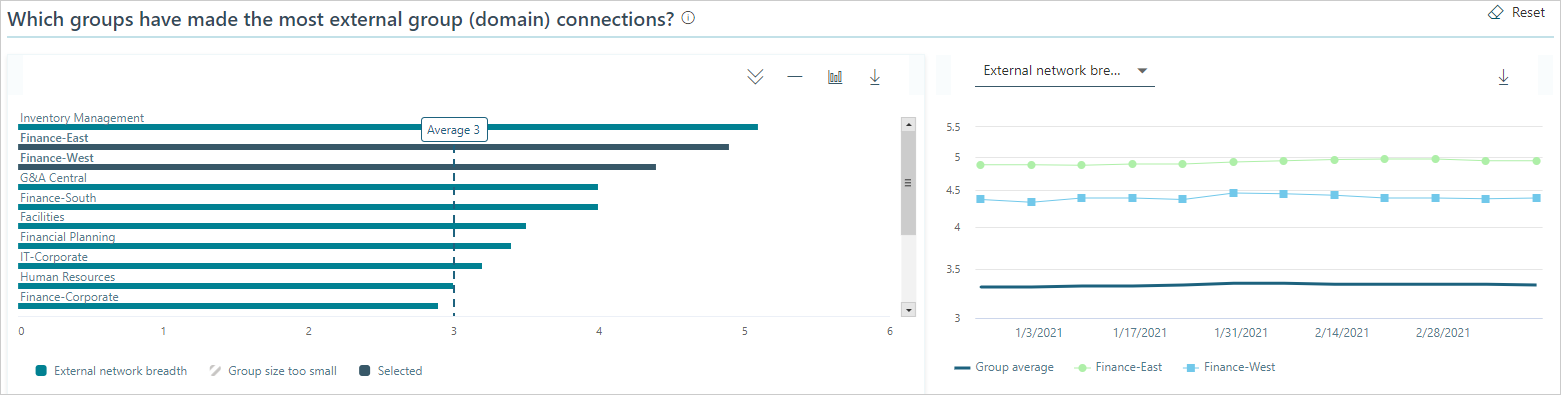 Which groups have made the most external group (domain) connections?
Reset
External network bre...
Inventory Management
Average 3
Finance-East
Finance-West
G&A Central
Finance-South
Facilities
Financial Planning
IT-Corporate
Human Resources
Finance-Corporate
0 1 2 3 4 5 6
External network breadth Group size too small Selected
5.5
5
4.5
4
3.5
3
1/3/2021 1/17/2021 1/31/2021 2/14/2021 2/28/2021
Group average Finance-East Finance-West